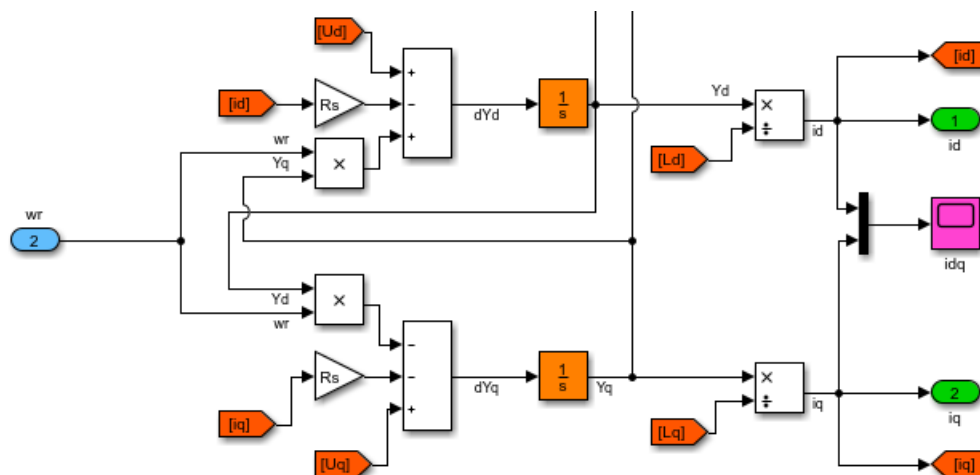 [Ud]
+
[id]
Rs
−
dYd
1
s
Yd
×
÷
id
[id]
1
id
wr
Yq
×
+
[Ld]
wr
2
idq
Yd
wr
×
−
Rs
−
dYq
1
s
Yq
×
÷
iq
2
iq
[iq]
+
[Lq]
[Uq]
[iq]